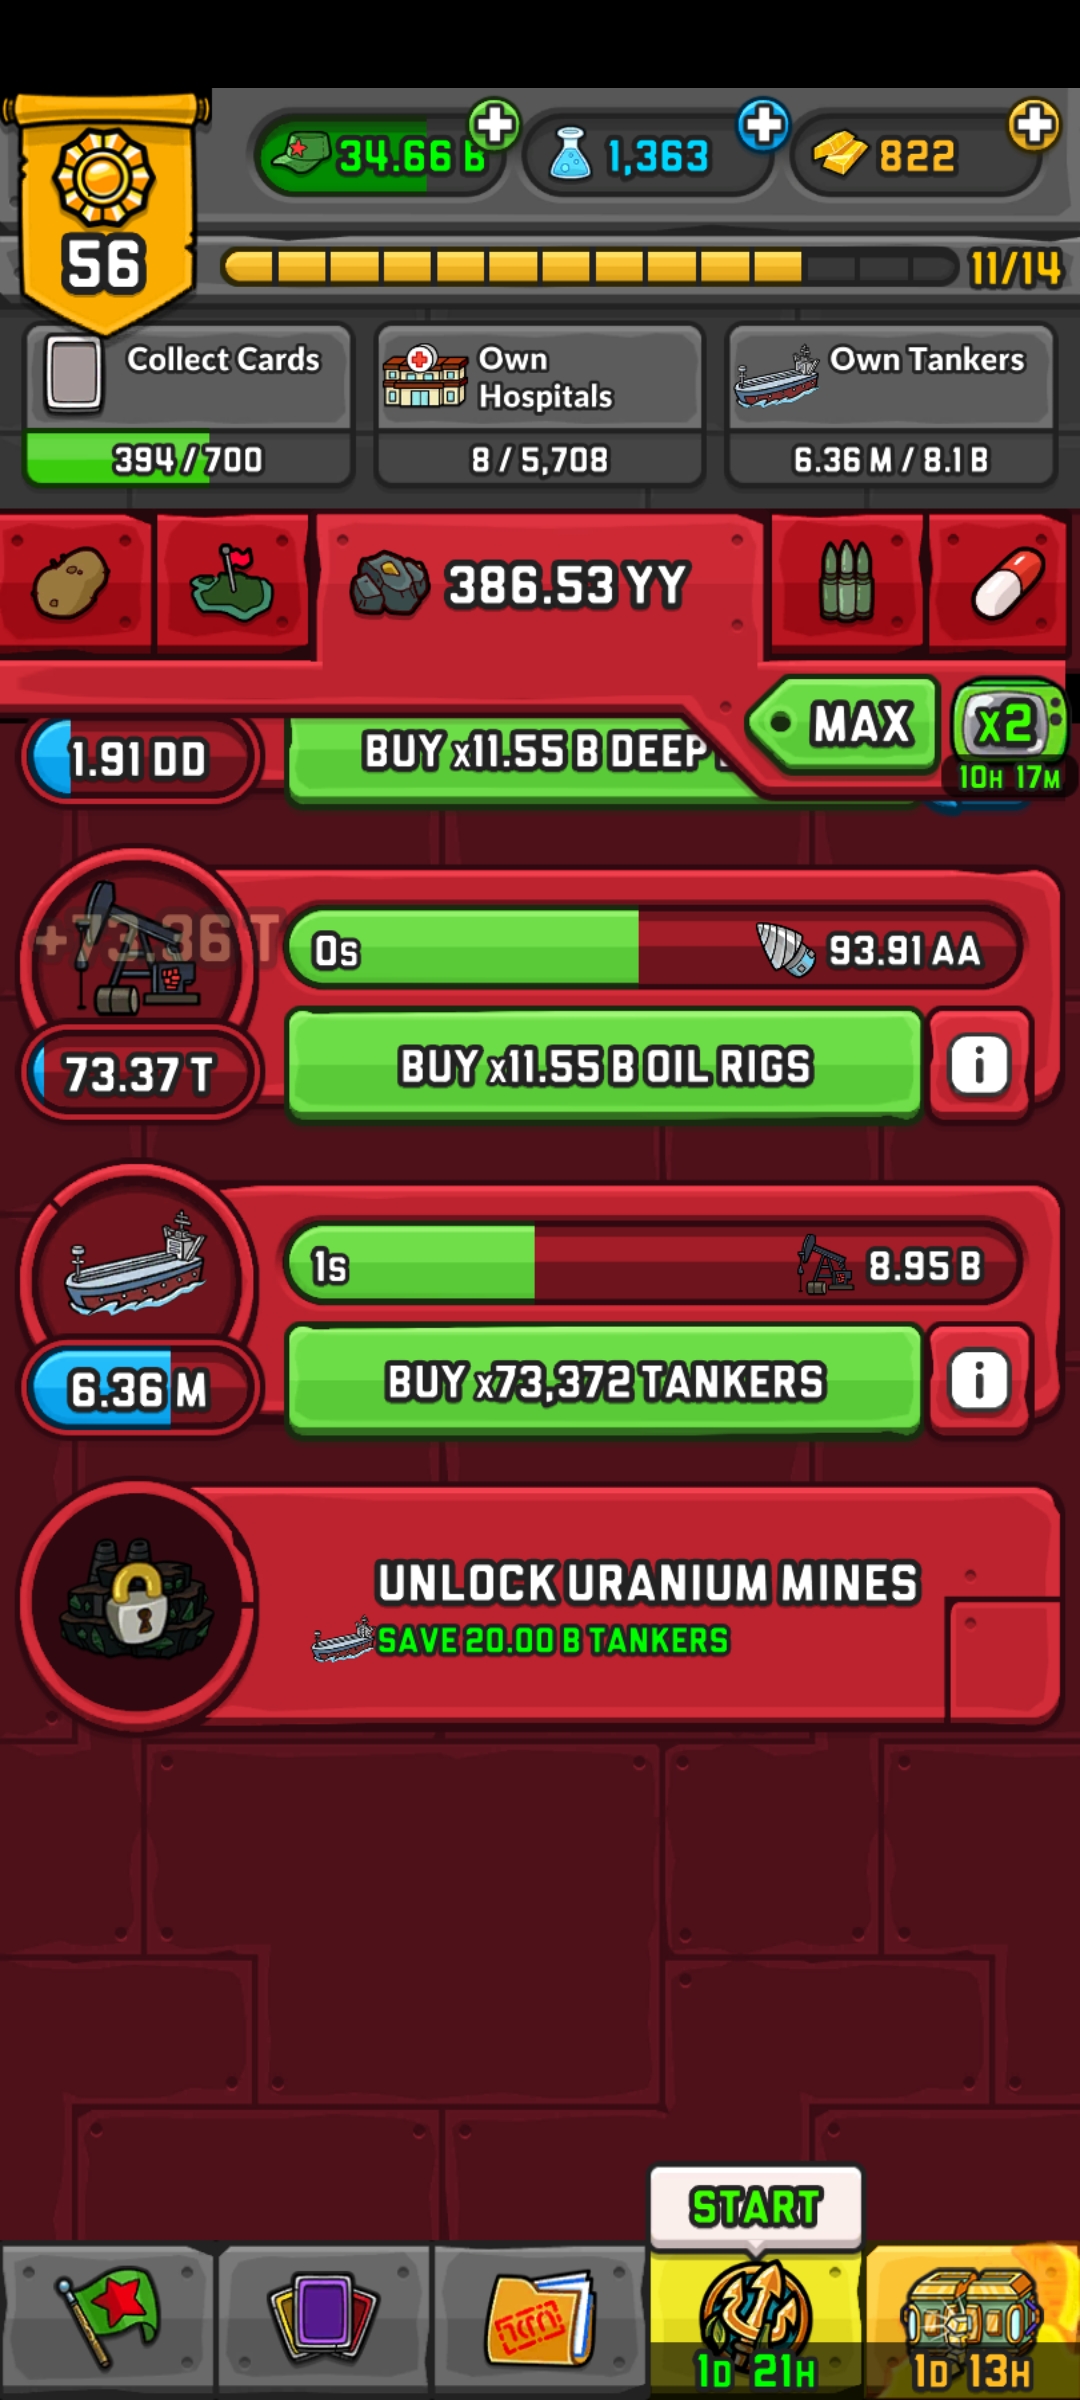 56
34.66 B
1,363
822
11/14
Collect Cards
394/700
Own
Hospitals
8/5,708
Own Tankers
6.36 M/8.1 B
386.53 YY
MAX
x2
10H 17M
1.91 DD
BUY x11.55 B DEEP
+73.36 T
0s
93.91 AA
73.37 T
BUY x11.55 B OIL RIGS
i
1s
8.95 B
6.36 M
BUY x73,372 TANKERS
i
UNLOCK URANIUM MINES
SAVE 20.00 B TANKERS
START
1D 21H
1D 13H